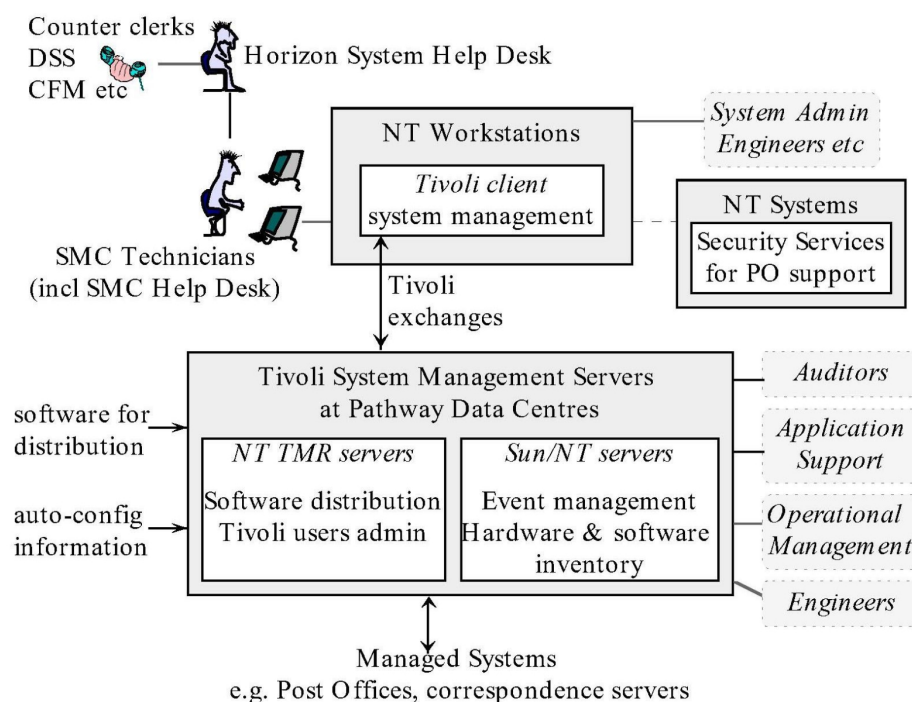 Counter clerks
DSS
CFM etc
Horizon System Help Desk
NT Workstations
Tivoli client
system management
System Admin
Engineers etc
NT Systems
Security Services
for PO support
SMC Technicians
(incl SMC Help Desk)
Tivoli
exchanges
Tivoli System Management Servers
at Pathway Data Centres
software for
distribution
auto-config
information
NT TMR servers
Software distribution
Tivoli users admin
Sun/NT servers
Event management
Hardware & software
inventory
Auditors
Application
Support
Operational
Management
Engineers
Managed Systems
e.g. Post Offices, correspondence servers